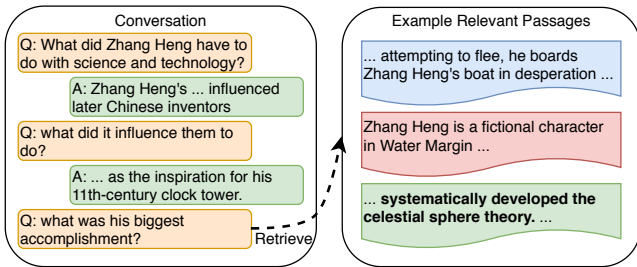 Conversation
Q: What did Zhang Heng have to
do with science and technology?
A: Zhang Heng's ... influenced
later Chinese inventors
Q: what did it influence them to
do?
A: ... as the inspiration for his
11th-century clock tower.
Q: what was his biggest
accomplishment?
Retrieve
Example Relevant Passages
... attempting to flee, he boards
Zhang Heng's boat in desperation ...
Zhang Heng is a fictional character
in Water Margin ...
... systematically developed the
celestial sphere theory. ...